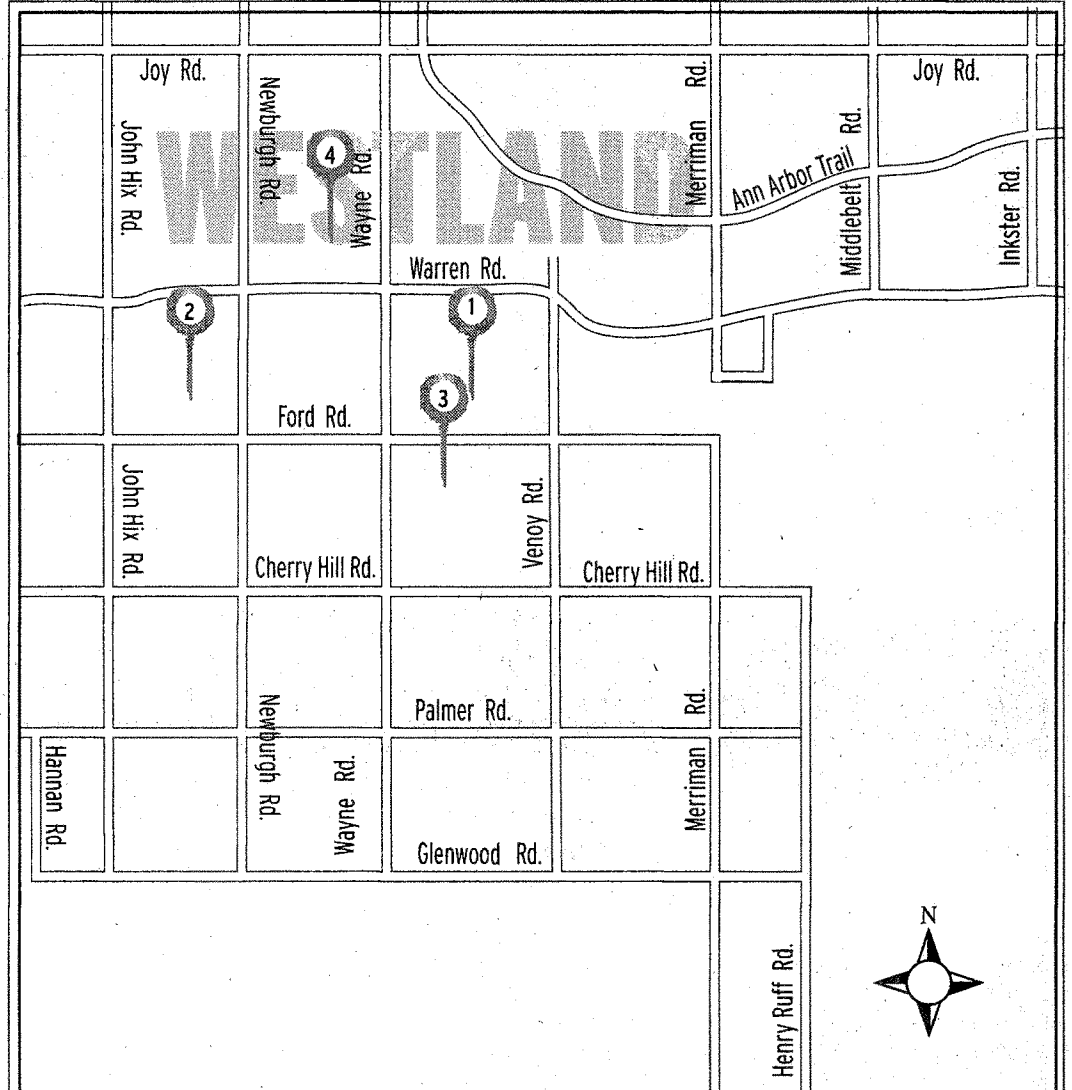 Joy Rd.
Joy Rd.
WESTLAND
John Hix Rd.
Newburgh Rd
4
Wayne Rd.
Merriman Rd.
Ann Arbor Trail
Middlebelt Rd.
Inkster Rd.
Warren Rd.
2
1
3
Ford Rd.
John Hix Rd.
Cherry Hill Rd.
Venoy Rd.
Cherry Hill Rd.
Palmer Rd.
Hannan Rd.
Newburgh Rd.
Wayne Rd.
Merriman Rd.
Glenwood Rd.
N
Henry Ruff Rd.